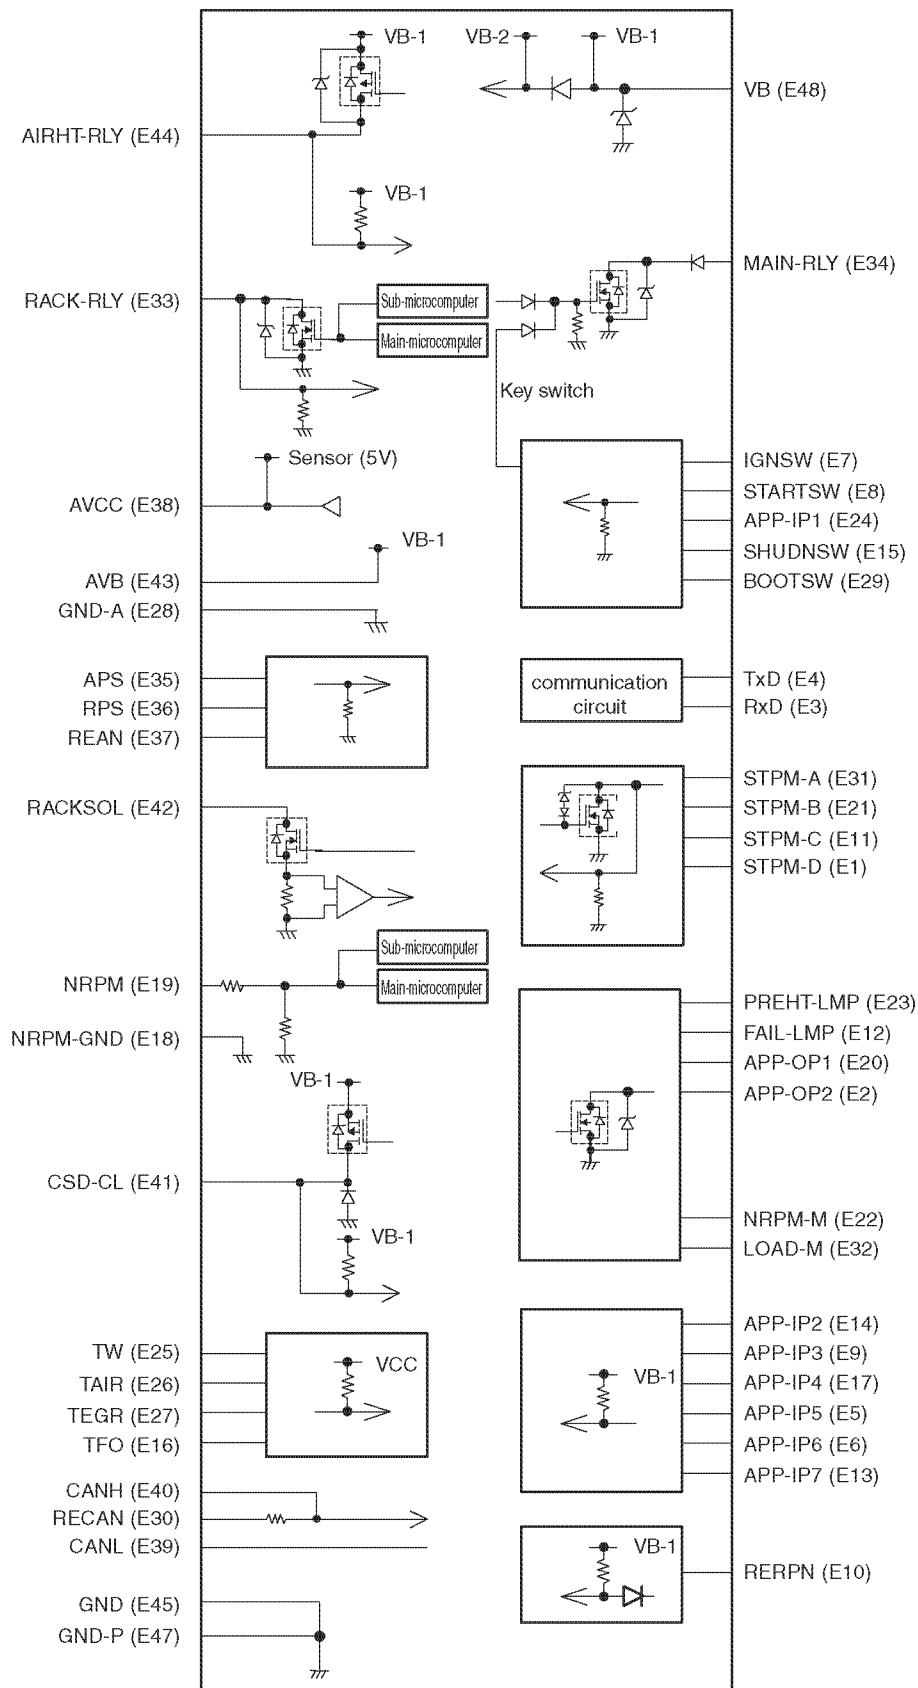 VB-1
VB-2
VB-1
VB (E48)
AIRHT-RLY (E44)
VB-1
MAIN-RLY (E34)
RACK-RLY (E33)
Sub-microcomputer
Main-microcomputer
Key switch
Sensor (5V)
IGNSW (E7)
STARTSW (E8)
AVCC (E38)
APP-IP1 (E24)
VB-1
SHUDNSW (E15)
AVB (E43)
BOOTSW (E29)
GND-A (E28)
APS (E35)
RPS (E36)
REAN (E37)
communication
circuit
TxD (E4)
RxD (E3)
STPM-A (E31)
RACKSOL (E42)
STPM-B (E21)
STPM-C (E11)
STPM-D (E1)
Sub-microcomputer
NRPM (E19)
Main-microcomputer
PREHT-LMP (E23)
NRPM-GND (E18)
FAIL-LMP (E12)
APP-OP1 (E20)
VB-1
APP-OP2 (E2)
CSD-CL (E41)
NRPM-M (E22)
VB-1
LOAD-M (E32)
APP-IP2 (E14)
TW (E25)
VCC
APP-IP3 (E9)
TAIR (E26)
VB-1
APP-IP4 (E17)
TEGR (E27)
APP-IP5 (E5)
TFO (E16)
APP-IP6 (E6)
APP-IP7 (E13)
CANH (E40)
RECAN (E30)
CANL (E39)
VB-1
RERPN (E10)
GND (E45)
GND-P (E47)